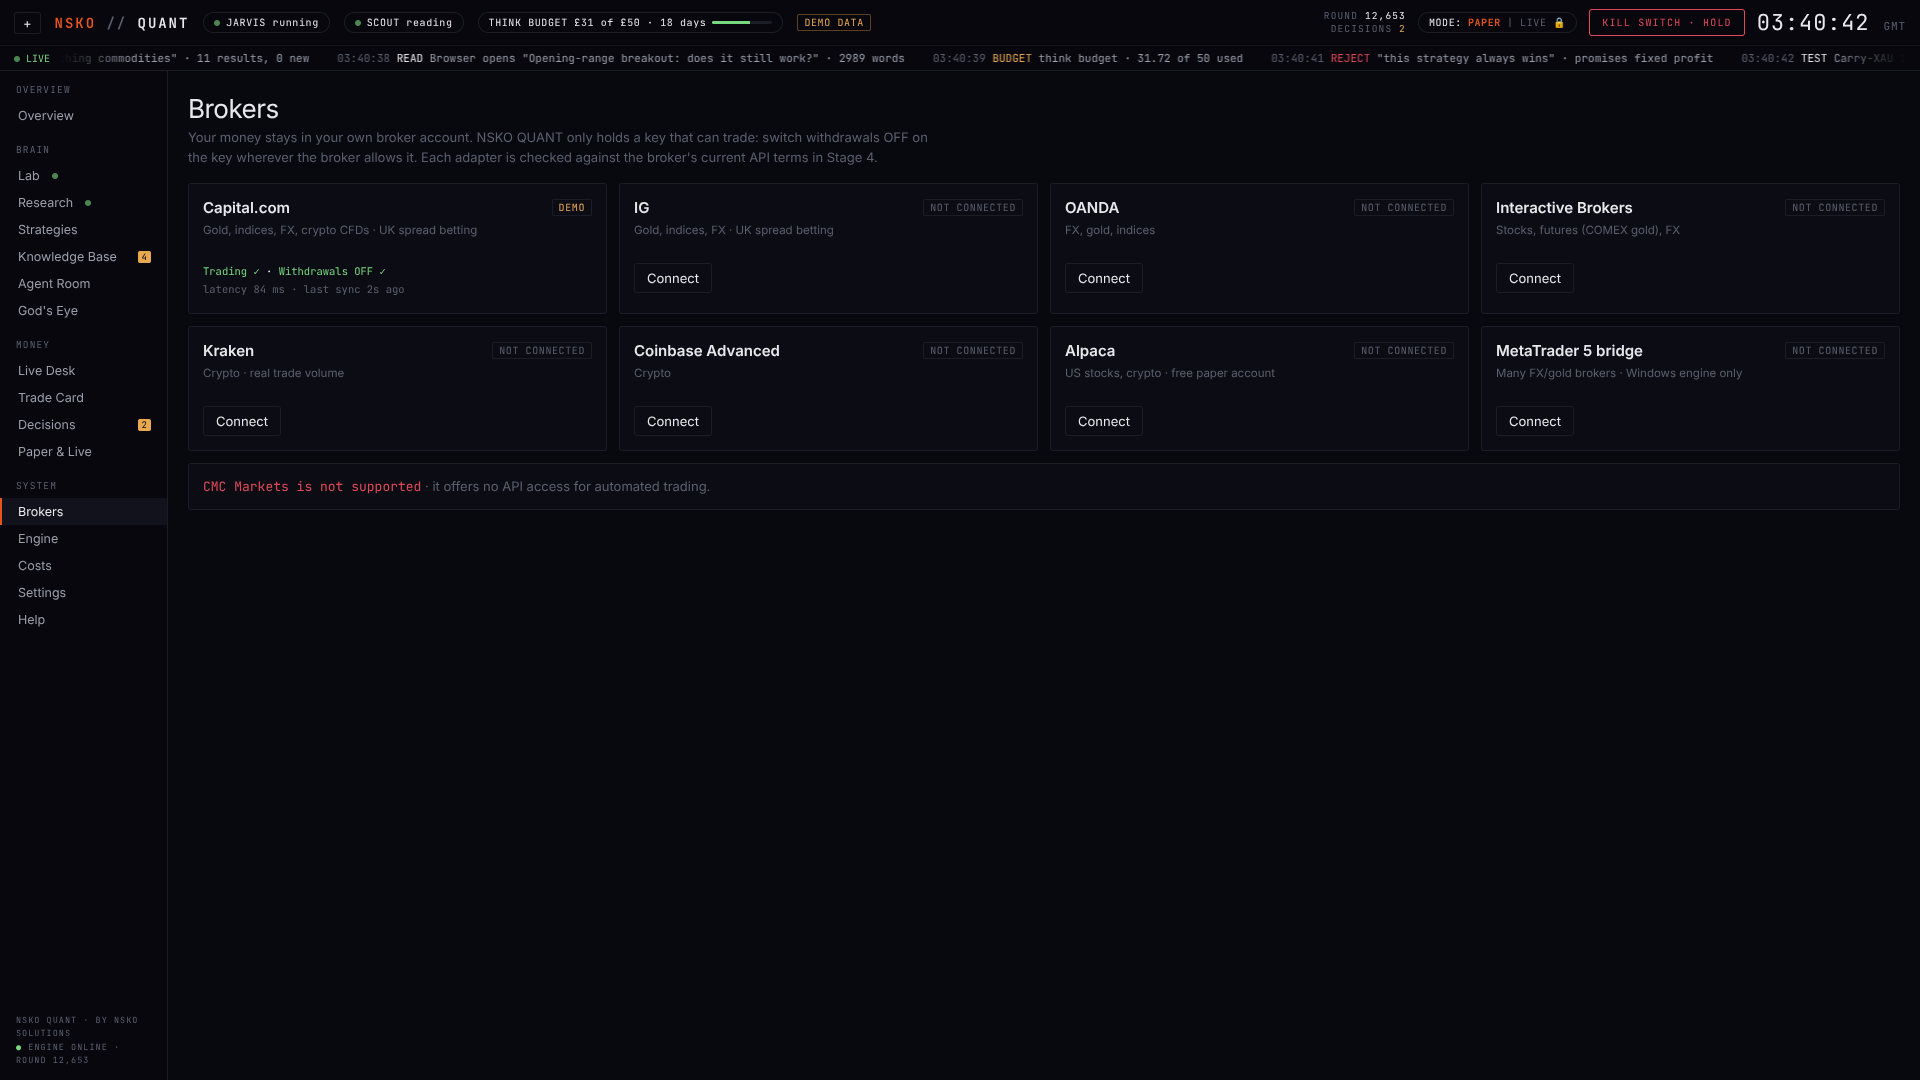 + NSKO // QUANT JARVIS running SCOUT reading THINK BUDGET £31 of £50 · 18 days DEMO DATA
ROUND 12,653
DECISIONS 2
MODE: PAPER | LIVE 🔒 KILL SWITCH · HOLD 03:40:42 GMT
LIVE commodities" · 11 results, 0 new 03:40:38 READ Browser opens "Opening-range breakout: does it still work?" · 2989 words 03:40:39 BUDGET think budget · 31.72 of 50 used 03:40:41 REJECT "this strategy always wins" · promises fixed profit 03:40:42 TEST Carry-XAU
OVERVIEW
Overview
BRAIN
Lab
Research
Strategies
Knowledge Base 4
Agent Room
God's Eye
MONEY
Live Desk
Trade Card
Decisions 2
Paper & Live
SYSTEM
Brokers
Engine
Costs
Settings
Help
NSKO QUANT · BY NSKO
SOLUTIONS
ENGINE ONLINE ·
ROUND 12,653
Brokers
Your money stays in your own broker account. NSKO QUANT only holds a key that can trade: switch withdrawals OFF on
the key wherever the broker allows it. Each adapter is checked against the broker's current API terms in Stage 4.
Capital.com DEMO
Gold, indices, FX, crypto CFDs · UK spread betting
Trading ✓ · Withdrawals OFF ✓
latency 84 ms · last sync 2s ago
IG NOT CONNECTED
Gold, indices, FX · UK spread betting
Connect
OANDA NOT CONNECTED
FX, gold, indices
Connect
Interactive Brokers NOT CONNECTED
Stocks, futures (COMEX gold), FX
Connect
Kraken NOT CONNECTED
Crypto · real trade volume
Connect
Coinbase Advanced NOT CONNECTED
Crypto
Connect
Alpaca NOT CONNECTED
US stocks, crypto · free paper account
Connect
MetaTrader 5 bridge NOT CONNECTED
Many FX/gold brokers · Windows engine only
Connect
CMC Markets is not supported · it offers no API access for automated trading.